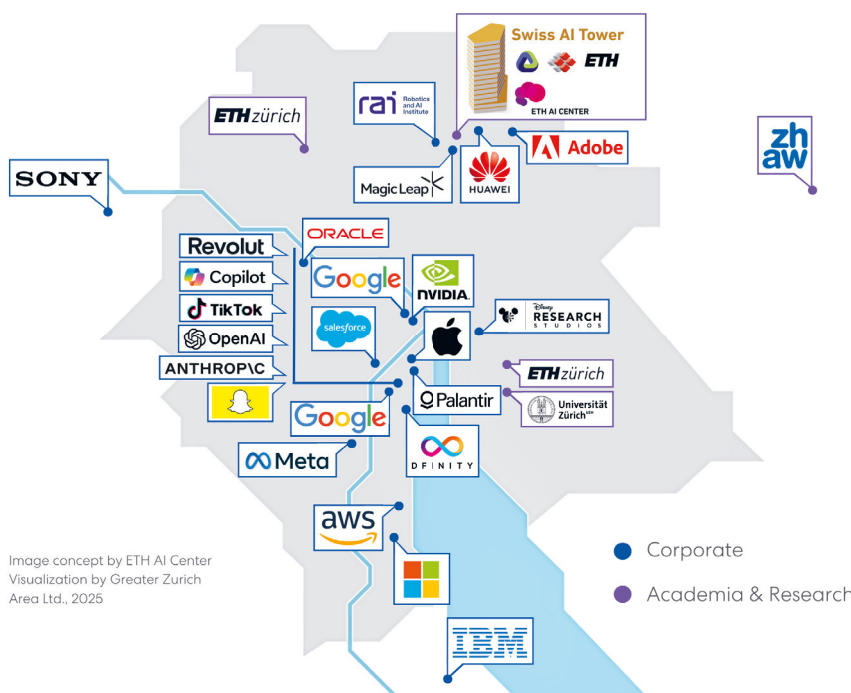 Swiss AI Tower
ETH
ETH AI CENTER
ETH zürich
rai Robotics
and AI
Institute
zh
aw
Adobe
Magic Leap
HUAWEI
SONY
ORACLE
Revolut
Google
NVIDIA.
Copilot
TikTok
salesforce
Disney
RESEARCH
STUDIOS
OpenAI
ANTHROP\C
ETH zürich
Palantir
Google
Universität
Zürich UZH
Meta
DFINITY
aws
Image concept by ETH AI Center
Visualization by Greater Zurich
Area Ltd., 2025
Corporate
Academia & Research
IBM